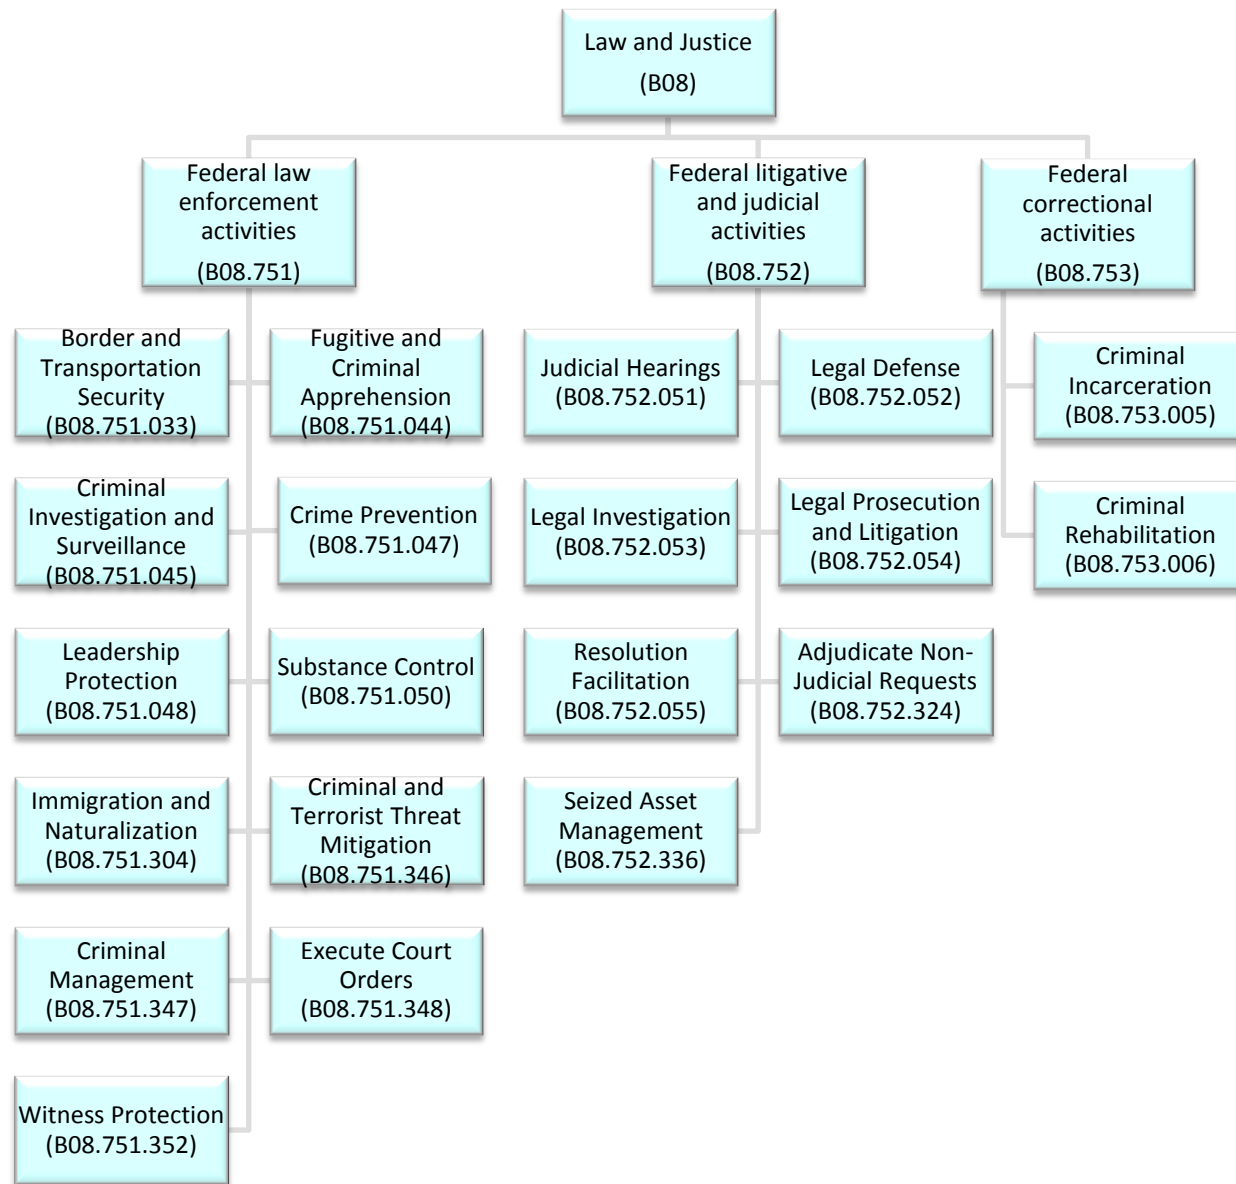 Law and Justice
(B08)
Federal law
enforcement
activities
(B08.751)
Federal litigative
and judicial
activities
(B08.752)
Federal
correctional
activities
(B08.753)
Border and
Transportation
Security
(B08.751.033)
Fugitive and
Criminal
Apprehension
(B08.751.044)
Judicial Hearings
(B08.752.051)
Legal Defense
(B08.752.052)
Criminal
Incarceration
(B08.753.005)
Criminal
Investigation and
Surveillance
(B08.751.045)
Crime Prevention
(B08.751.047)
Legal Investigation
(B08.752.053)
Legal Prosecution
and Litigation
(B08.752.054)
Criminal
Rehabilitation
(B08.753.006)
Leadership
Protection
(B08.751.048)
Substance Control
(B08.751.050)
Resolution
Facilitation
(B08.752.055)
Adjudicate Non-
Judicial Requests
(B08.752.324)
Immigration and
Naturalization
(B08.751.304)
Criminal and
Terrorist Threat
Mitigation
(B08.751.346)
Seized Asset
Management
(B08.752.336)
Criminal
Management
(B08.751.347)
Execute Court
Orders
(B08.751.348)
Witness Protection
(B08.751.352)